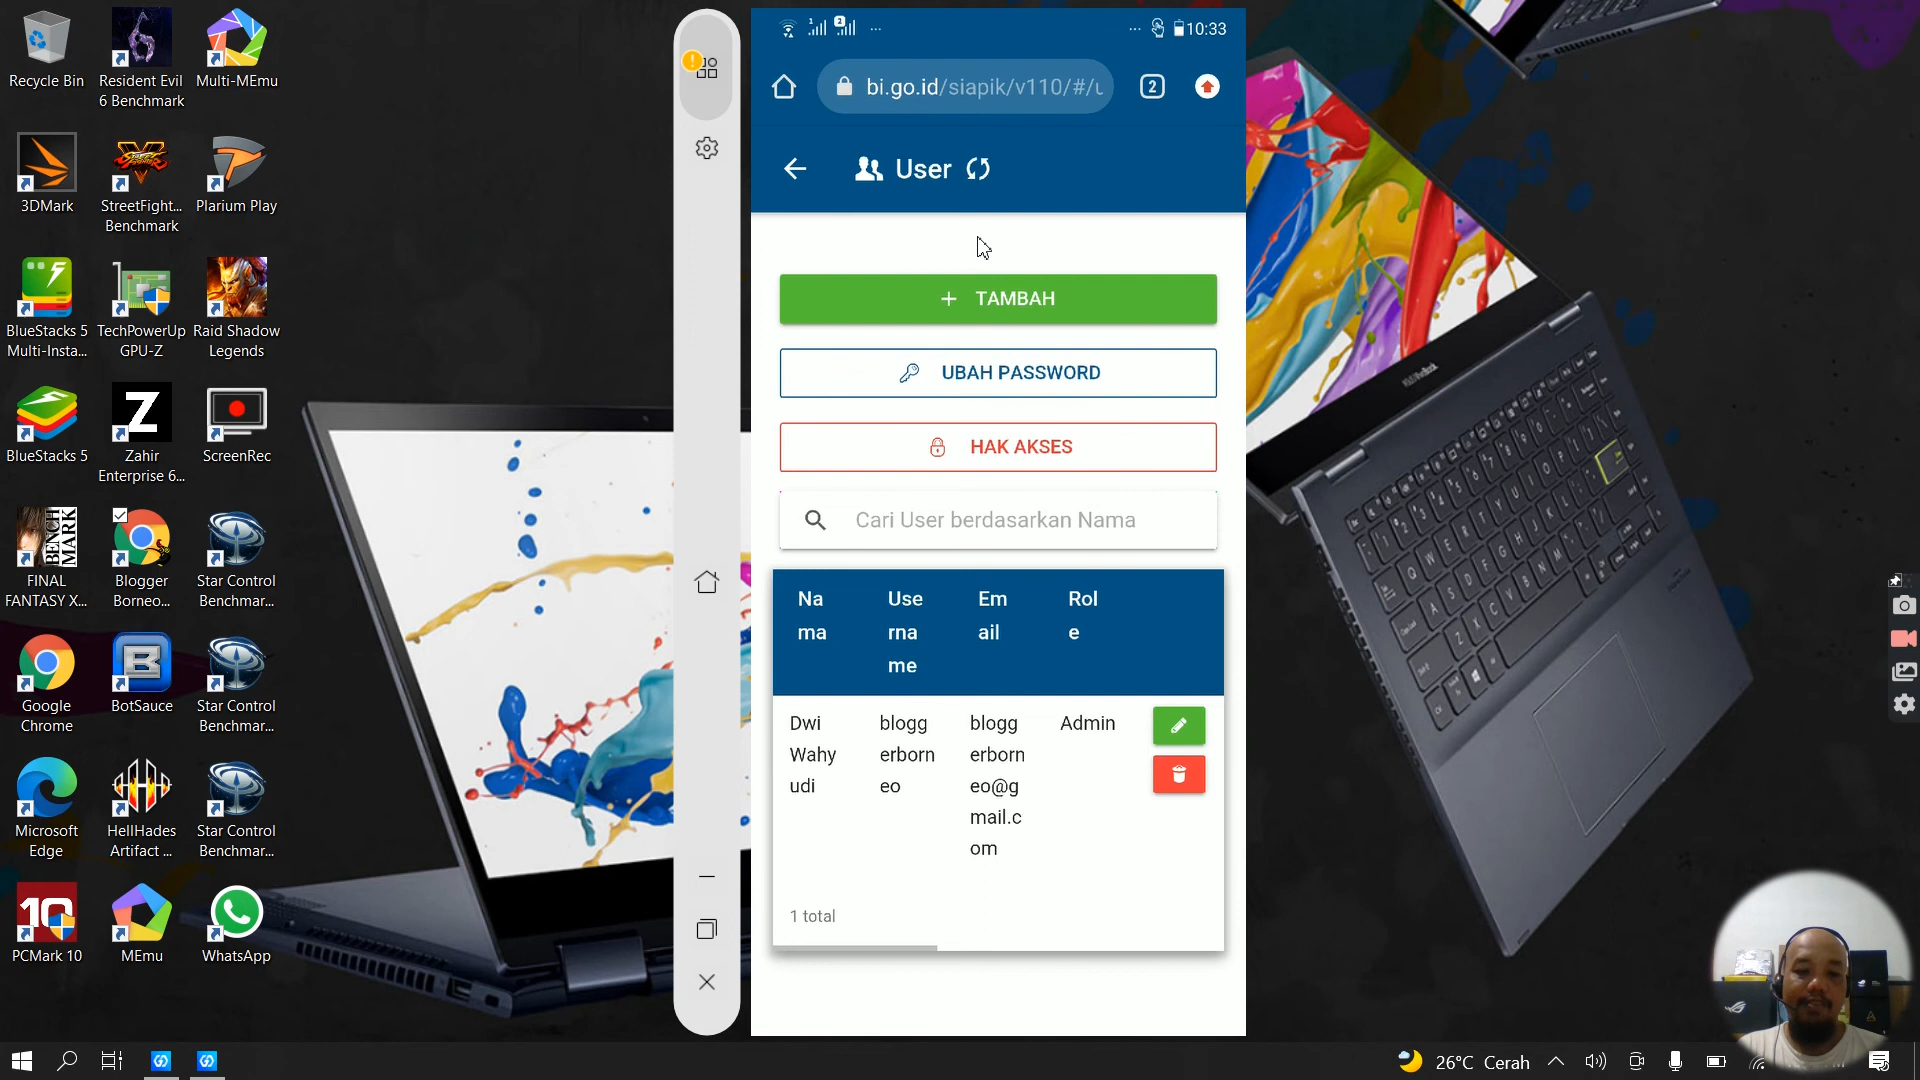 Recycle Bin
Resident Evil
6 Benchmark
Multi-MEmu
3DMark
StreetFight...
Benchmark
Plarium Play
BlueStacks 5
Multi-Insta...
TechPowerUp
GPU-Z
Raid Shadow
Legends
BlueStacks 5
Zahir
Enterprise 6...
ScreenRec
FINAL
FANTASY X...
Blogger
Borneo...
Star Control
Benchmar...
Google
Chrome
BotSauce
Star Control
Benchmar...
Microsoft
Edge
HellHades
Artifact ...
Star Control
Benchmar...
PCMark 10
MEmu
WhatsApp
10:33
bi.go.id/siapik/v110/#/u
2
User
+ TAMBAH
UBAH PASSWORD
HAK AKSES
Cari User berdasarkan Nama
Na
ma
Use
rna
me
Em
ail
Rol
e
Dwi
Wahy
udi
blogg
erborn
eo
blogg
erborn
eo@g
mail.c
om
Admin
1 total
26°C Cerah